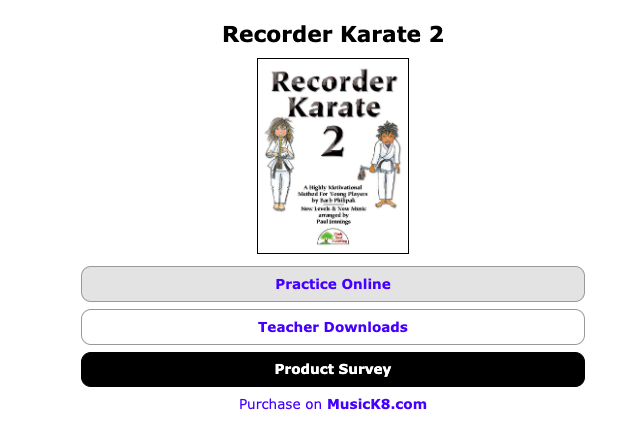 Recorder Karate 2
Recorder
Karate
2
A Highly Motivational
Method For Young Players
by Barb Philipak
New Levels & New Music
arranged by
Paul Jennings
Practice Online
Teacher Downloads
Product Survey
Purchase on MusicK8.com